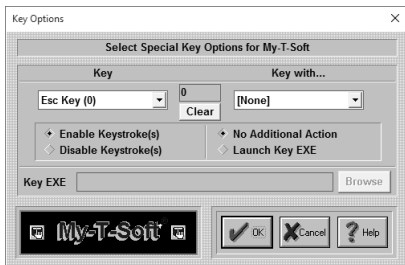 Key Options
Select Special Key Options for My-T-Soft
Key
Key with...
Esc Key (0)
0
[None]
Clear
Enable Keystroke(s)
No Additional Action
Disable Keystroke(s)
Launch Key EXE
Key EXE
Browse
My-T-Soft
OK
Cancel
Help